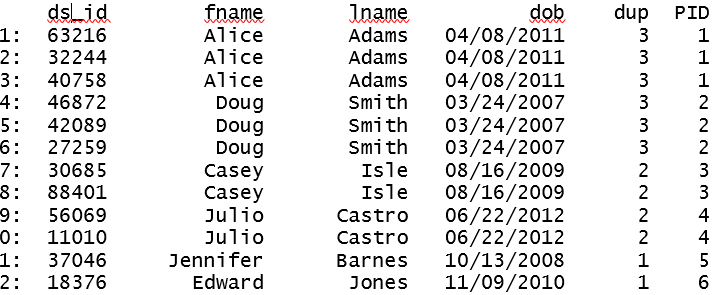 ds_id fname lname dob dup PID
1: 63216 Alice Adams 04/08/2011 3 1
2: 32244 Alice Adams 04/08/2011 3 1
3: 40758 Alice Adams 04/08/2011 3 1
4: 46872 Doug Smith 03/24/2007 3 2
5: 42089 Doug Smith 03/24/2007 3 2
6: 27259 Doug Smith 03/24/2007 3 2
7: 30685 Casey Isle 08/16/2009 2 3
8: 88401 Casey Isle 08/16/2009 2 3
9: 56069 Julio Castro 06/22/2012 2 4
0: 11010 Julio Castro 06/22/2012 2 4
1: 37046 Jennifer Barnes 10/13/2008 1 5
2: 18376 Edward Jones 11/09/2010 1 6